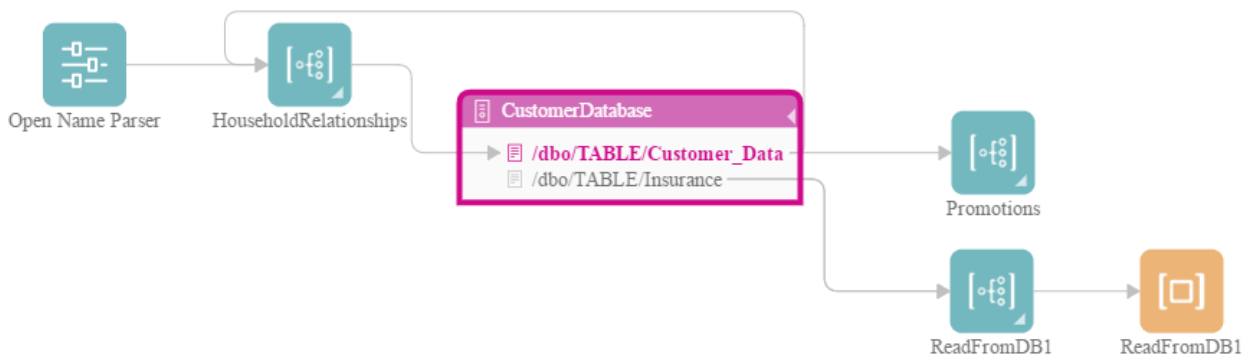 Open Name Parser
HouseholdRelationships
CustomerDatabase
/dbo/TABLE/Customer_Data
/dbo/TABLE/Insurance
Promotions
ReadFromDB1
ReadFromDB1